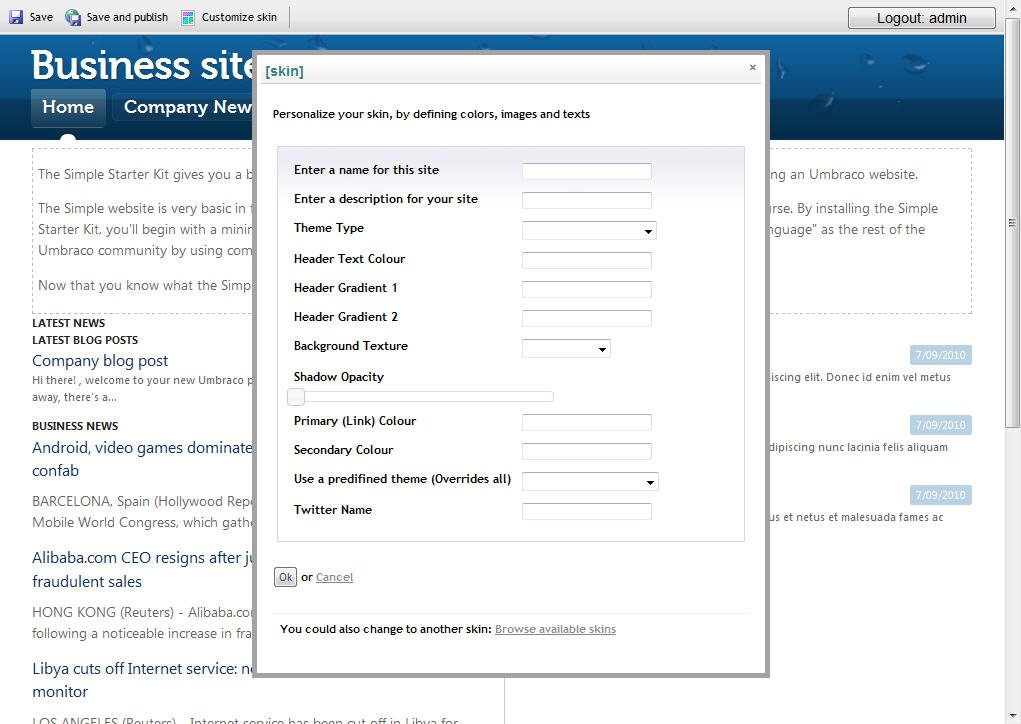 Save Save and publish Customize skin Logout: admin
Business site
Home Company New
[skin]
×
Personalize your skin, by defining colors, images and texts
Enter a name for this site
Enter a description for your site
Theme Type
Header Text Colour
Header Gradient 1
Header Gradient 2
Background Texture
Shadow Opacity
Primary (Link) Colour
Secondary Colour
Use a predifined theme (Overrides all)
Twitter Name
Ok or Cancel
You could also change to another skin: Browse available skins
The Simple Starter Kit gives you a b
The Simple website is very basic in
Starter Kit, you'll begin with a mini
Umbraco community by using com
Now that you know what the Simp
ng an Umbraco website.
urse. By installing the Simple
nguage" as the rest of the
LATEST NEWS
LATEST BLOG POSTS
Company blog post
Hi there! , welcome to your new Umbraco p
away, there's a...
BUSINESS NEWS
Android, video games dominate
confab
BARCELONA, Spain (Hollywood Repo
Mobile World Congress, which gathe
Alibaba.com CEO resigns after ju
fraudulent sales
HONG KONG (Reuters) - Alibaba.co
following a noticeable increase in fra
Libya cuts off Internet service: ne
monitor
LOS ANGELES (Reuters) - Internet service has been cut off in Libya for
7/09/2010
iscing elit. Donec id enim vel metus
7/09/2010
dipiscing nunc lacinia felis aliquam
7/09/2010
us et netus et malesuada fames ac